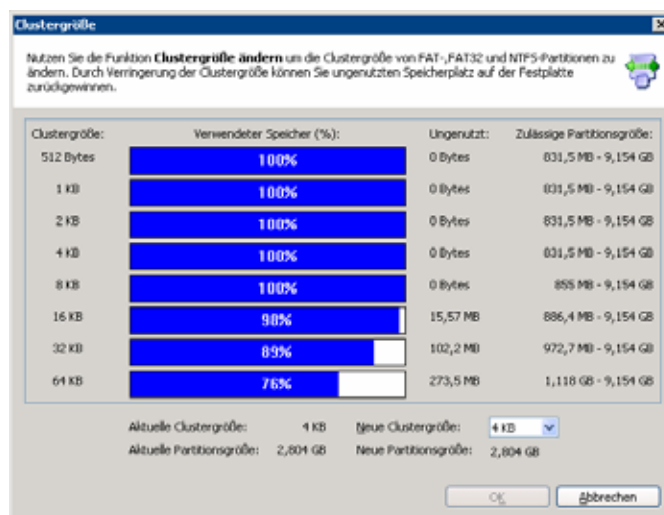 Clustergröße
Nutzen Sie die Funktion Clustergröße ändern um die Clustergröße von FAT-,FAT32 und NTFS-Partitionen zu
ändern. Durch Verringerung der Clustergröße können Sie ungenutzten Speicherplatz auf der Festplatte
zurückgewinnen.
Clustergröße: Verwendeter Speicher (%): Ungenutzt: Zulässige Partitionsgröße:
512 Bytes 100% 0 Bytes 831,5 MB - 9,154 GB
1 KB 100% 0 Bytes 831,5 MB - 9,154 GB
2 KB 100% 0 Bytes 831,5 MB - 9,154 GB
4 KB 100% 0 Bytes 831,5 MB - 9,154 GB
8 KB 100% 0 Bytes 855 MB - 9,154 GB
16 KB 98% 15,57 MB 886,4 MB - 9,154 GB
32 KB 89% 102,2 MB 972,7 MB - 9,154 GB
64 KB 76% 273,5 MB 1,118 GB - 9,154 GB
Aktuelle Clustergröße: 4 KB Neue Clustergröße: 4 KB
Aktuelle Partitionsgröße: 2,804 GB Neue Partitionsgröße: 2,804 GB
OK Abbrechen